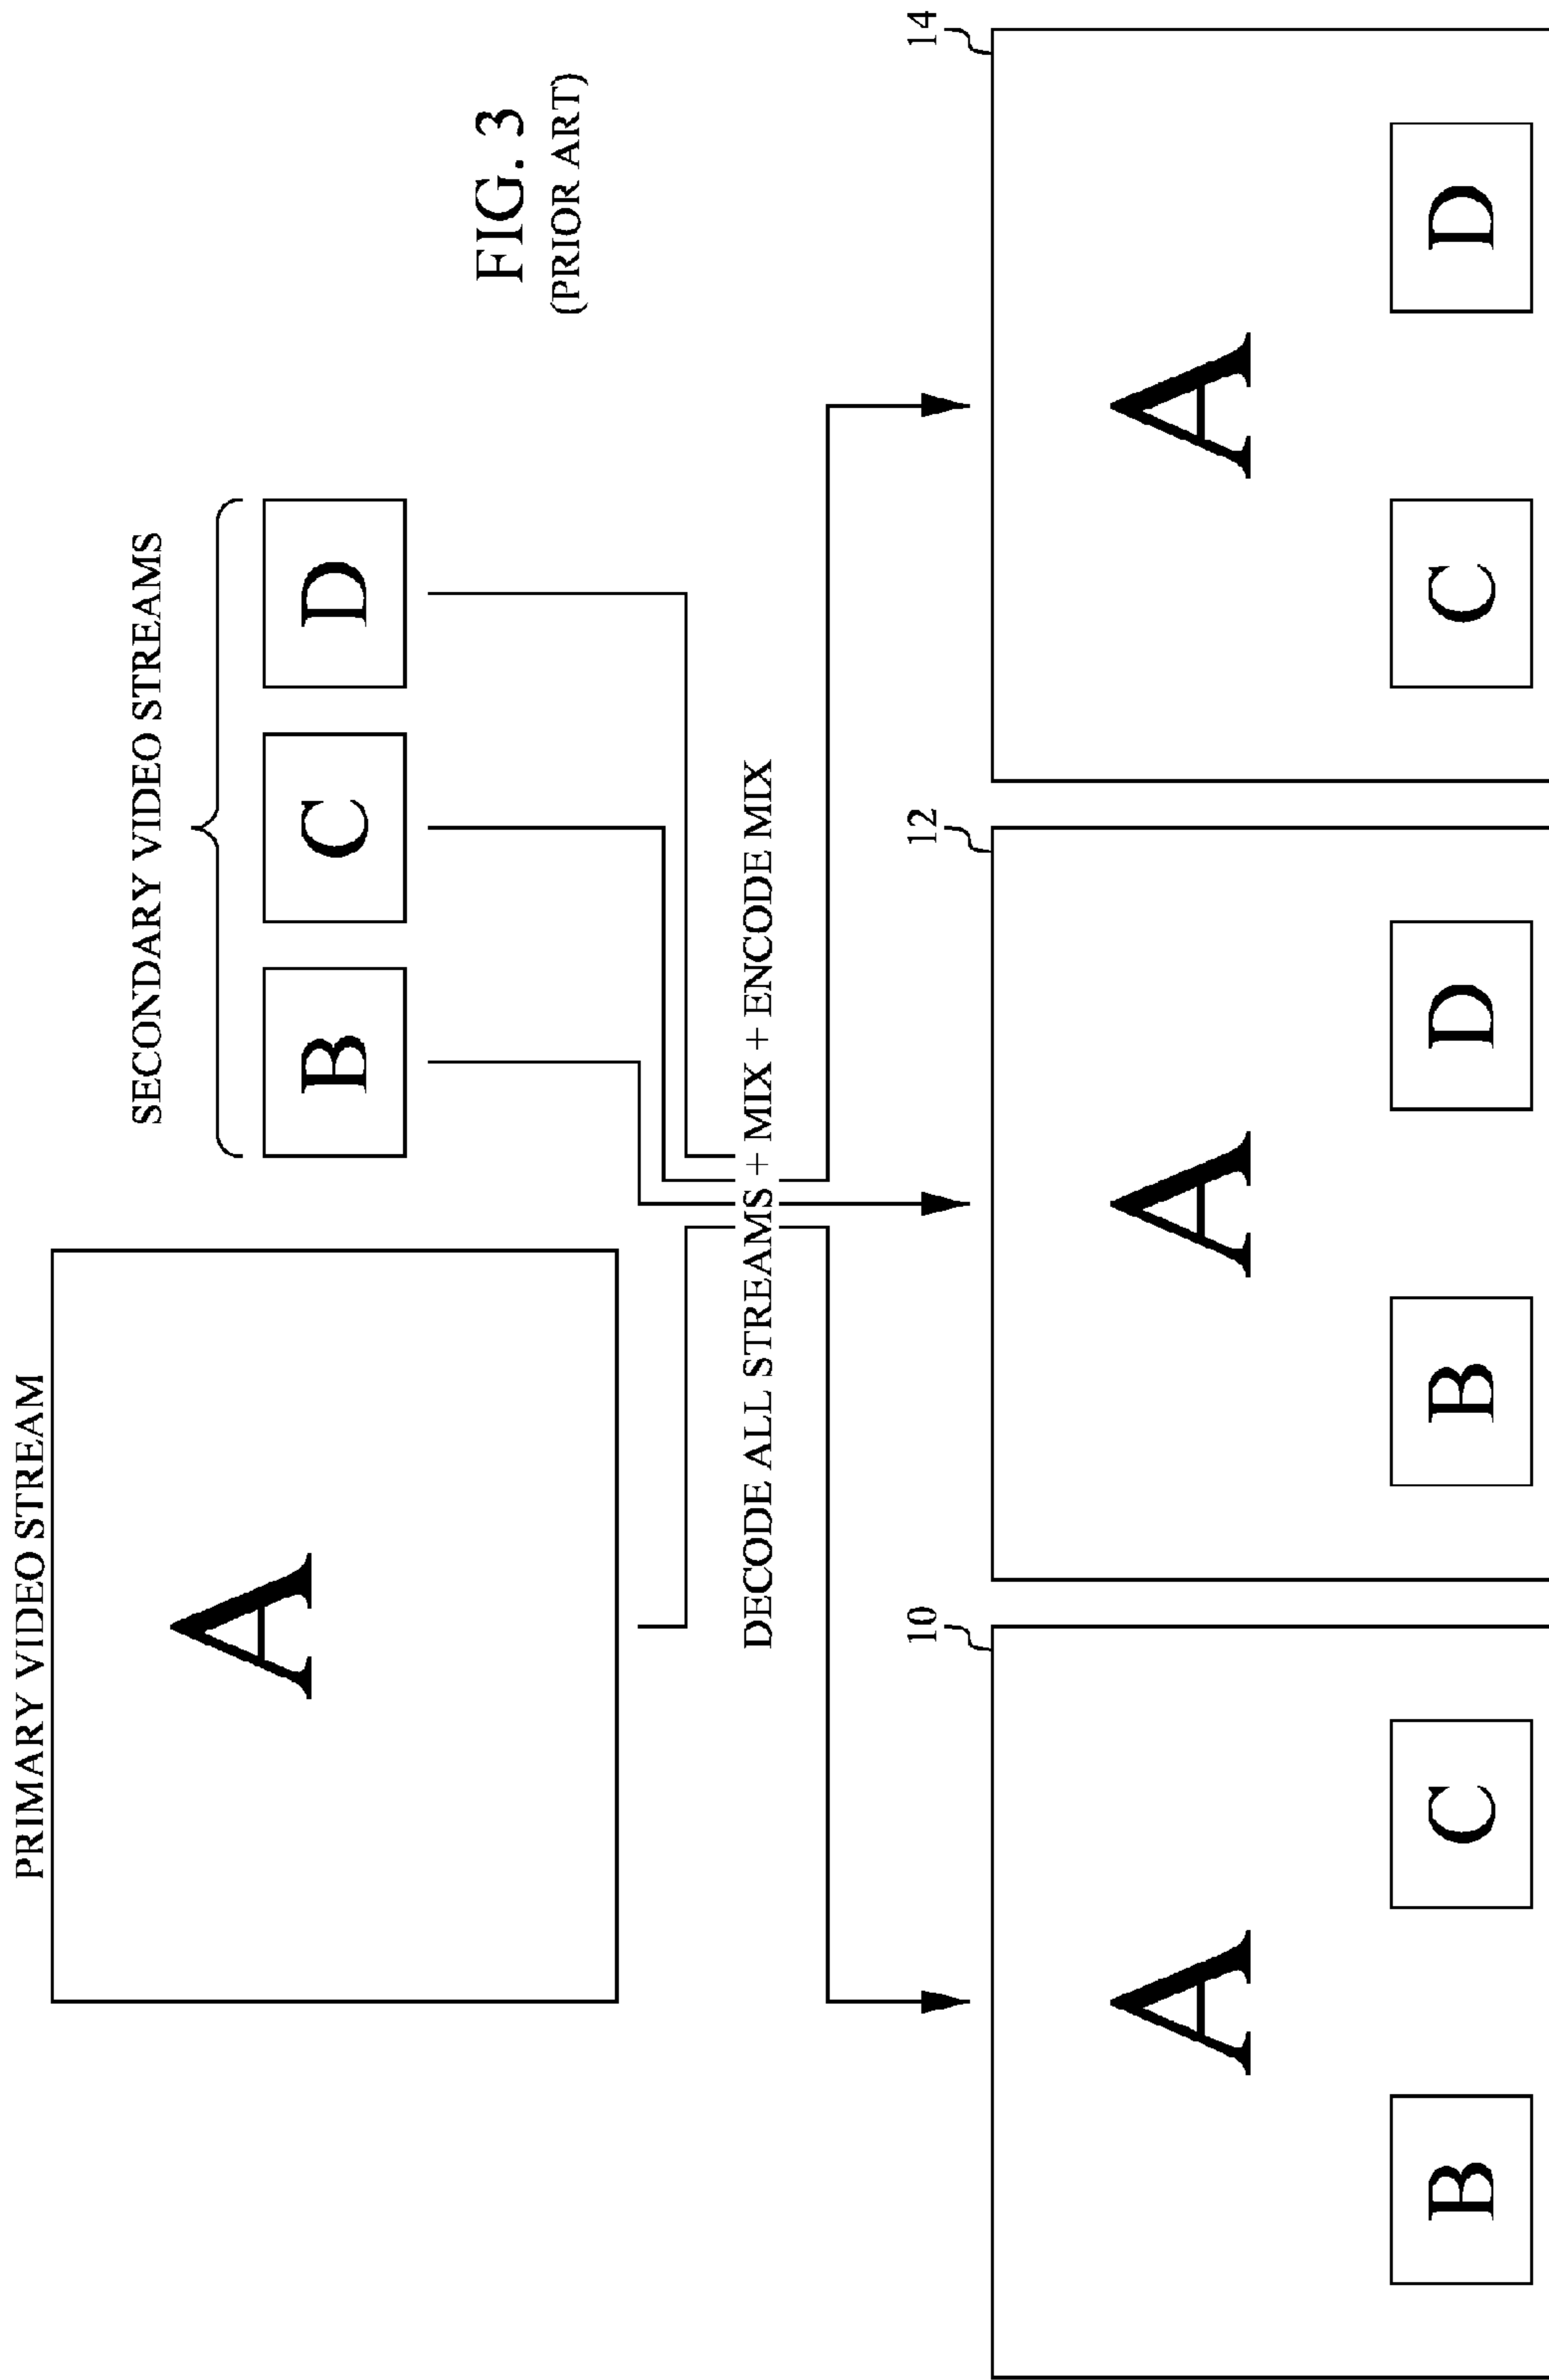 PRIMARY VIDEO STREAM
A
SECONDARY VIDEO STREAMS
B
C
D
FIG. 3
(PRIOR ART)
DECODE ALL STREAMS + MIX + ENCODE MIX
10
A
B
C
12
A
B
D
14
A
C
D